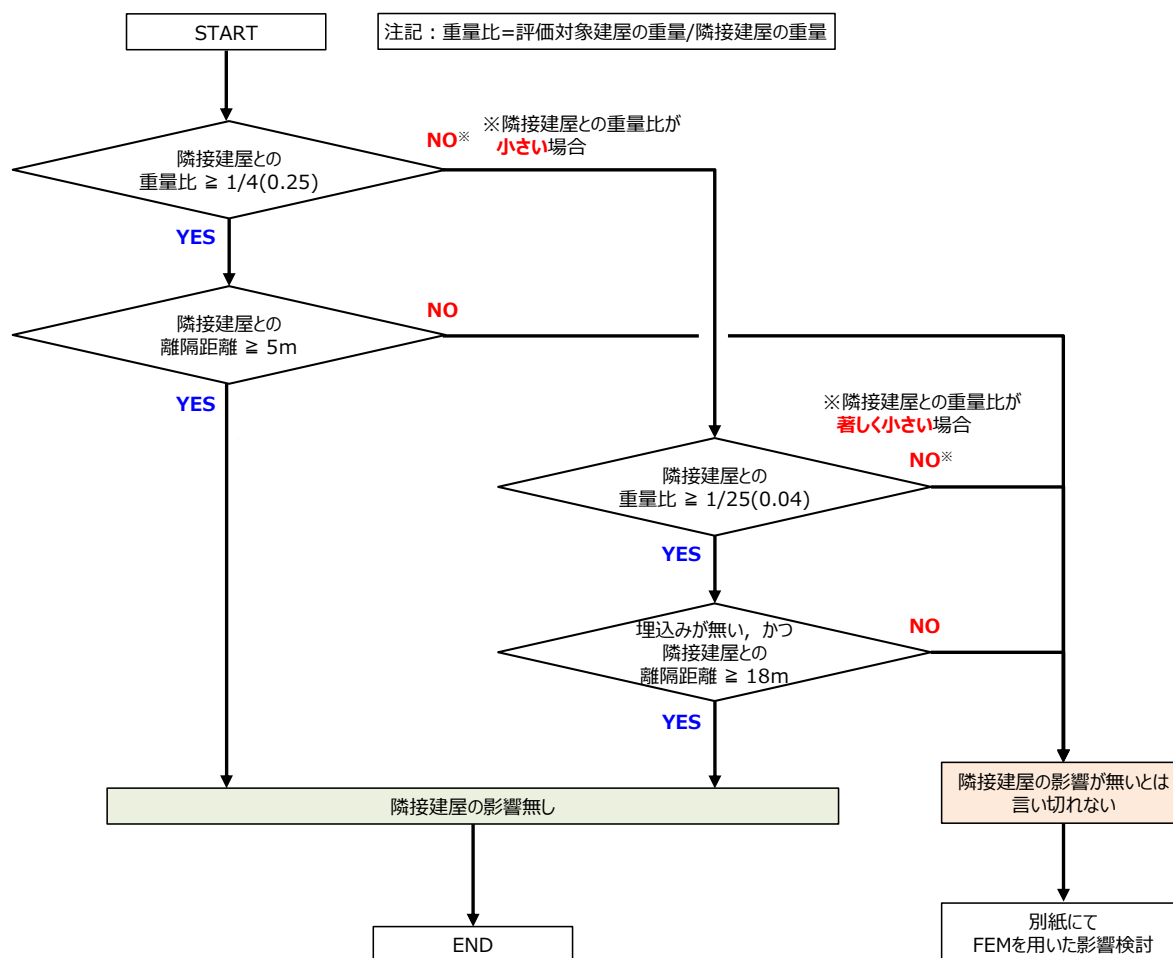 START
注記：重量比=評価対象建屋の重量/隣接建屋の重量
隣接建屋との
重量比 ≧ 1/4(0.25)
NO※
※隣接建屋との重量比が
小さい場合
YES
隣接建屋との
離隔距離 ≧ 5m
NO
YES
※隣接建屋との重量比が
著しく小さい場合
隣接建屋との
重量比 ≧ 1/25(0.04)
NO※
YES
埋込みが無い，かつ
隣接建屋との
離隔距離 ≧ 18m
NO
YES
隣接建屋の影響無し
隣接建屋の影響が無いとは
言い切れない
END
別紙にて
FEMを用いた影響検討